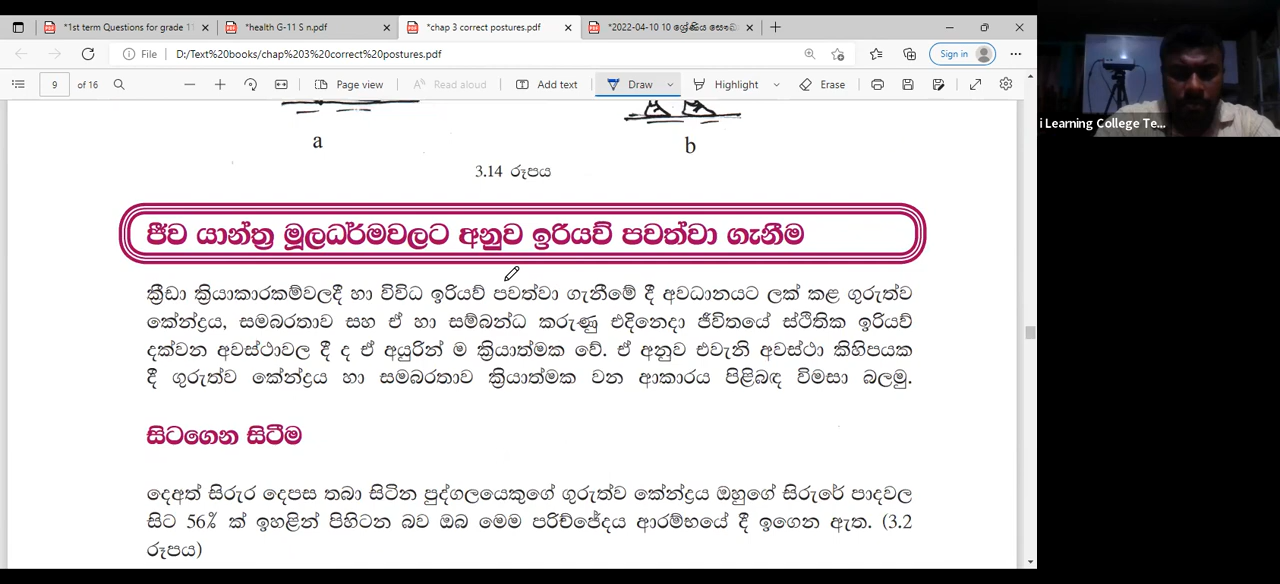 *1st term Questions for grade 11
*health G-11 S n.pdf
*chap 3 correct postures.pdf
File
D:/Text%20books/chap%203%20correct%20postures.pdf
Sign in
9 of 16
Page view
Read aloud
Add text
Draw
Highlight
Erase
i Learning College Te...
a
b
3.14 රූපය
ජීව යාන්ත්‍ර මූලධර්මවලට අනුව ඉරියව් පවත්වා ගැනීම
ක්‍රීඩා ක්‍රියාකාරකම්වලදී හා විවිධ ඉරියව් පවත්වා ගැනීමේ දී අවධානයට ලක් කළ ගුරුත්ව
කේන්ද්‍රය, සමබරතාව සහ ඒ හා සම්බන්ධ කරුණු එදිනෙදා ජීවිතයේ ස්ථිතික ඉරියව්
දක්වන අවස්ථාවල දී ද ඒ අයුරින් ම ක්‍රියාත්මක වේ. ඒ අනුව එවැනි අවස්ථා කිහිපයක
දී ගුරුත්ව කේන්ද්‍රය හා සමබරතාව ක්‍රියාත්මක වන ආකාරය පිළිබඳ විමසා බලමු.
සිටගෙන සිටීම
දෙඅත් සිරුර දෙපස තබා සිටින පුද්ගලයෙකුගේ ගුරුත්ව කේන්ද්‍රය ඔහුගේ සිරුරේ පාදවල
සිට 56% ක් ඉහළින් පිහිටන බව ඔබ මෙම පරිච්ඡේදය ආරම්භයේ දී ඉගෙන ඇත. (3.2
රූපය)